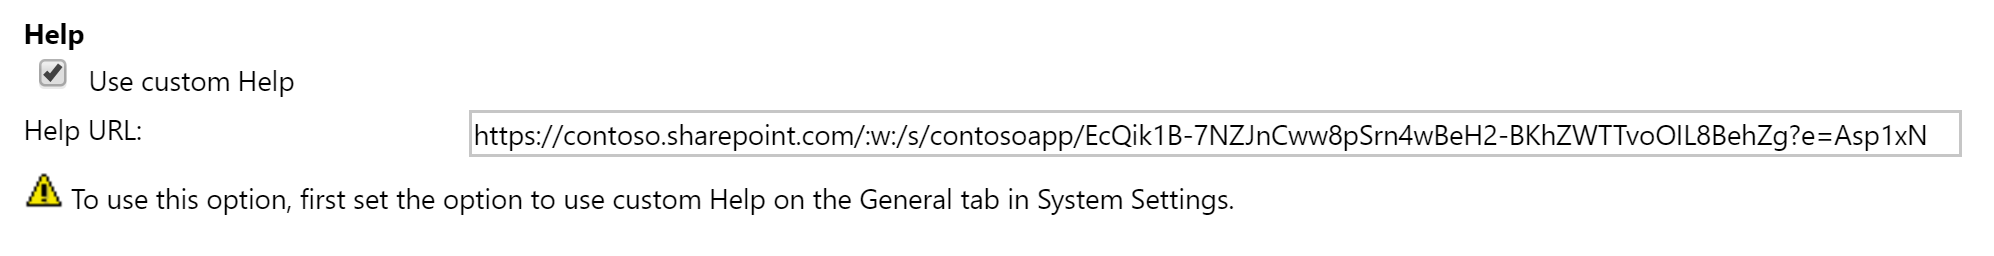 Help
Use custom Help
Help URL:
https://contoso.sharepoint.com/:w:/s/contosoapp/EcQik1B-7NZJnCww8pSrn4wBeH2-BKhZWTTvoOIL8BehZg?e=Asp1xN
To use this option, first set the option to use custom Help on the General tab in System Settings.